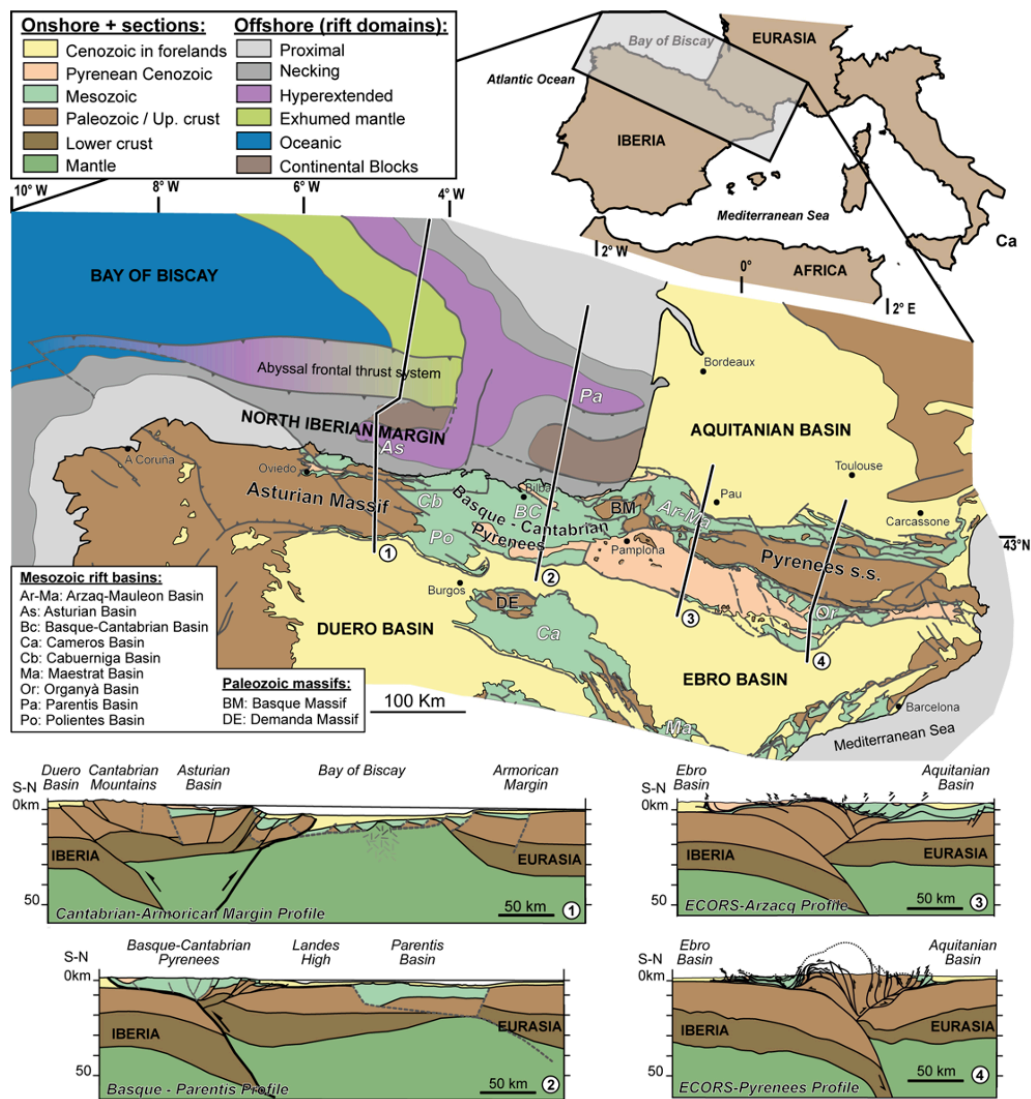 Onshore + sections:
Cenozoic in forelands
Pyrenean Cenozoic
Mesozoic
Paleozoic / Up. crust
Lower crust
Mantle
Offshore (rift domains):
Proximal
Necking
Hyperextended
Exhumed mantle
Oceanic
Continental Blocks
Bay of Biscay
EURASIA
Atlantic Ocean
IBERIA
Mediterranean Sea
Ca
AFRICA
10° W
8° W
6° W
4° W
2° W
0°
2° E
43°N
BAY OF BISCAY
Abyssal frontal thrust system
NORTH IBERIAN MARGIN
As
Pa
Bordeaux
AQUITANIAN BASIN
Toulouse
Carcassone
A Coruna
Oviedo
Asturian Massif
Cb
Po
Bilbao
BC
Basque - Cantabrian
Pyrenees
BM
Ar-Ma
Pau
Pamplona
Pyrenees s.s.
Or
1
2
3
4
Burgos
DE
DUERO BASIN
Ca
EBRO BASIN
Ma
Barcelona
Mediterranean Sea
100 Km
Mesozoic rift basins:
Ar-Ma: Arzaq-Mauleon Basin
As: Asturian Basin
Bc: Basque-Cantabrian Basin
Ca: Cameros Basin
Cb: Cabuerniga Basin
Ma: Maestrat Basin
Or: Organyà Basin
Pa: Parentis Basin
Po: Polientes Basin
Paleozoic massifs:
BM: Basque Massif
DE: Demanda Massif
Duero
Basin
Cantabrian
Mountains
Asturian
Basin
Bay of Biscay
Armorican
Margin
S-N
0km
50
IBERIA
EURASIA
Cantabrian-Armorican Margin Profile
50 km
1
Ebro
Basin
Aquitanian
Basin
S-N
0km
50
IBERIA
EURASIA
ECORS-Arzacq Profile
50 km
3
Basque-Cantabrian
Pyrenees
Landes
High
Parentis
Basin
S-N
0km
50
IBERIA
EURASIA
Basque - Parentis Profile
50 km
2
Ebro
Basin
Aquitanian
Basin
S-N
0km
50
IBERIA
EURASIA
ECORS-Pyrenees Profile
50 km
4